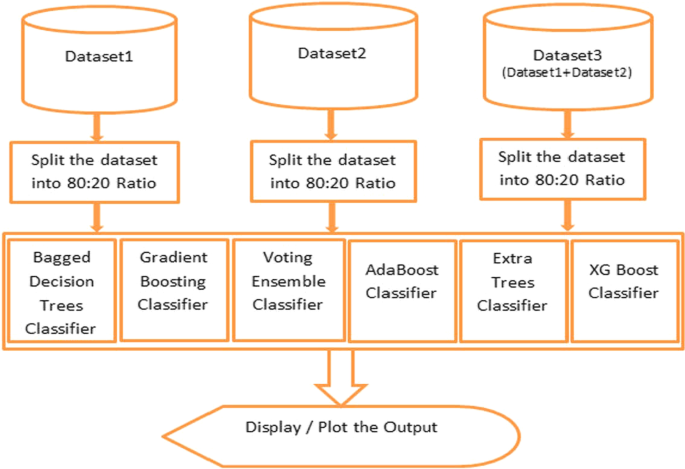 Dataset1
Dataset2
Dataset3
(Dataset1+Dataset2)
Split the dataset
into 80:20 Ratio
Split the dataset
into 80:20 Ratio
Split the dataset
into 80:20 Ratio
Bagged
Decision
Trees
Classifier
Gradient
Boosting
Classifier
Voting
Ensemble
Classifier
AdaBoost
Classifier
Extra
Trees
Classifier
XG Boost
Classifier
Display / Plot the Output